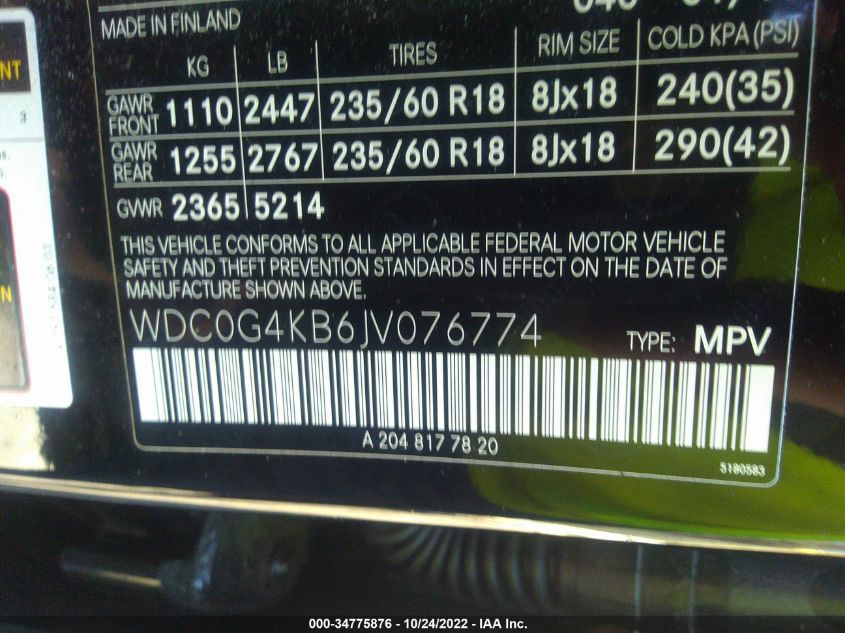 MADE IN FINLAND
KG LB TIRES RIM SIZE COLD KPA (PSI)
GAWR FRONT 1110 2447 235/60 R18 8Jx18 240(35)
GAWR REAR 1255 2767 235/60 R18 8Jx18 290(42)
GVWR 2365 5214
THIS VEHICLE CONFORMS TO ALL APPLICABLE FEDERAL MOTOR VEHICLE
SAFETY AND THEFT PREVENTION STANDARDS IN EFFECT ON THE DATE OF
MANUFACTURE SHOWN ABOVE.
WDC0G4KB6JV076774 TYPE: MPV
A 204 817 78 20
5180583
3
000-34775876 - 10/24/2022 - IAA Inc.